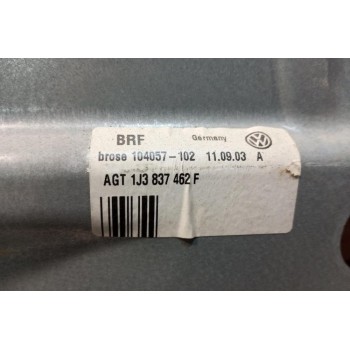 BRF Germany
brose 104057-102 11.09.03 A
AGT 1J3 837 462 F